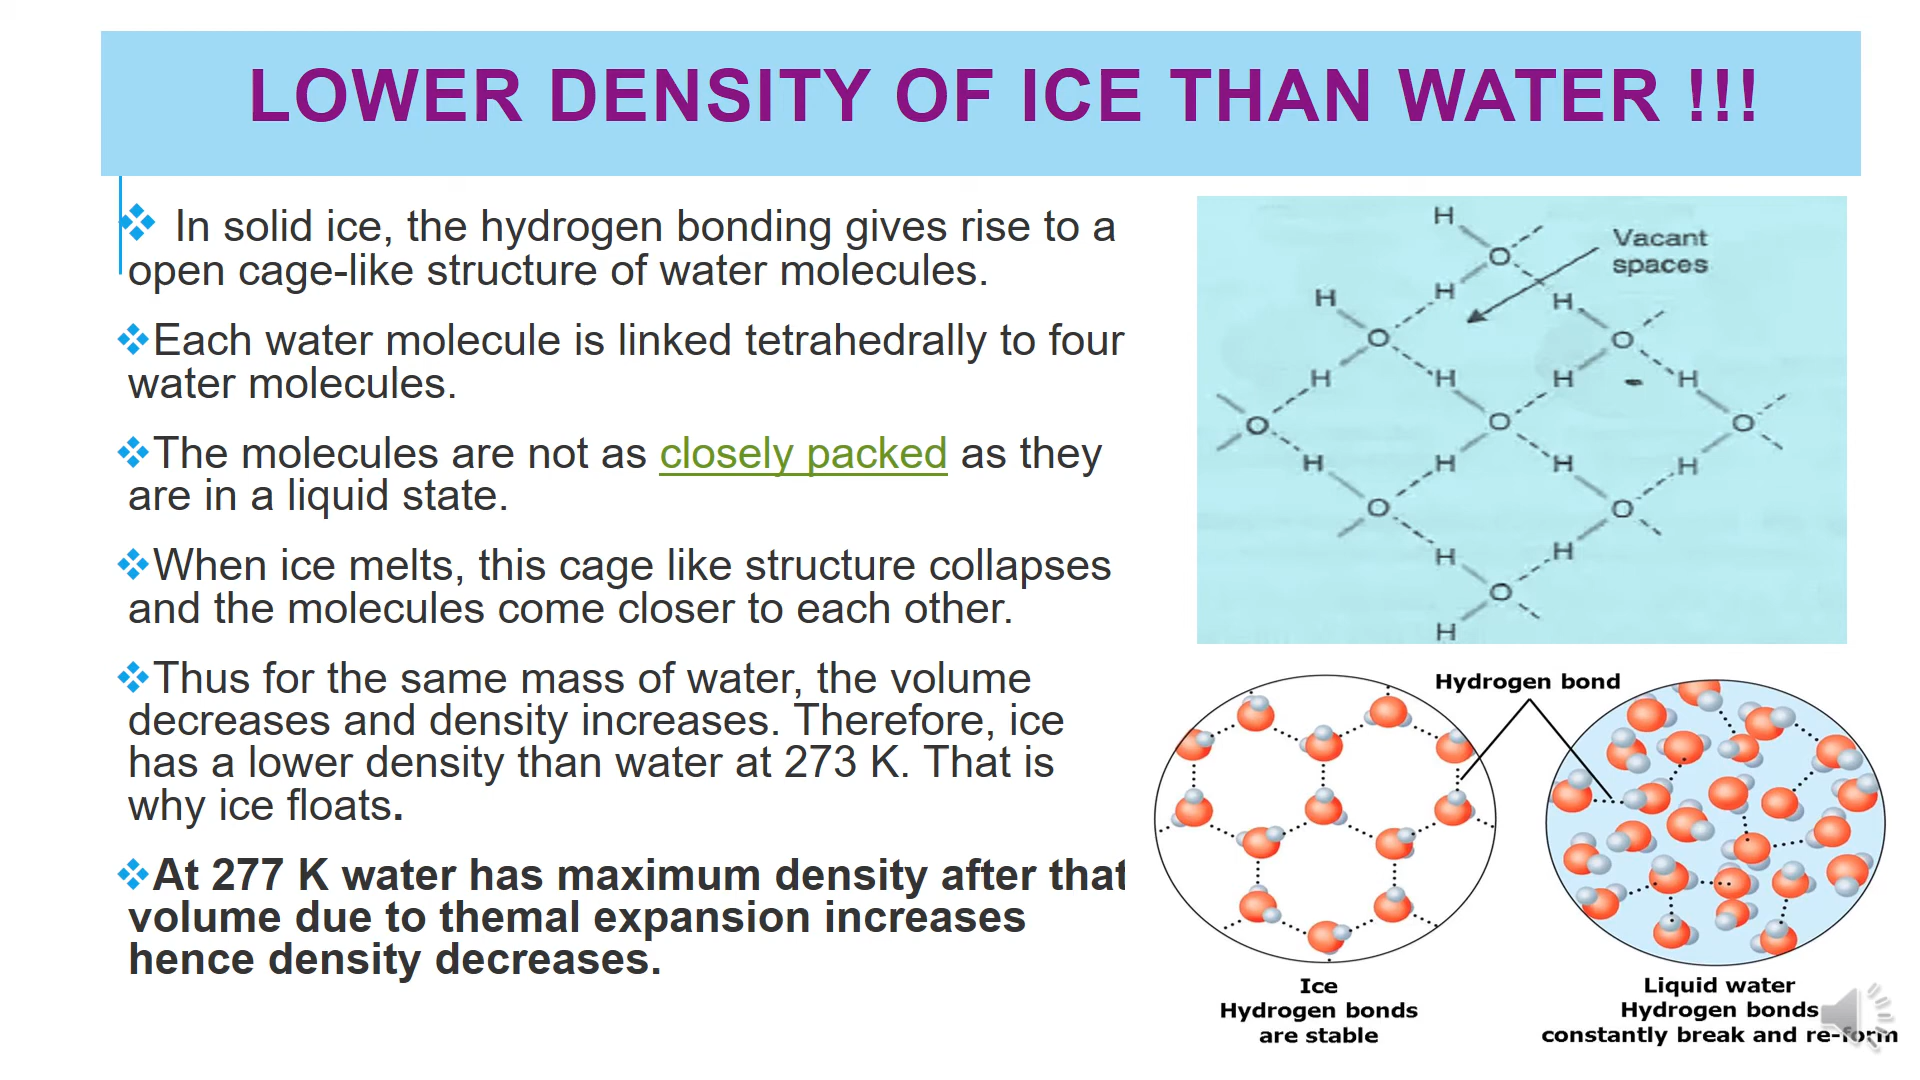 LOWER DENSITY OF ICE THAN WATER !!!
In solid ice, the hydrogen bonding gives rise to a
open cage-like structure of water molecules.
Each water molecule is linked tetrahedrally to four
water molecules.
The molecules are not as closely packed as they
are in a liquid state.
When ice melts, this cage like structure collapses
and the molecules come closer to each other.
Thus for the same mass of water, the volume
decreases and density increases. Therefore, ice
has a lower density than water at 273 K. That is
why ice floats.
At 277 K water has maximum density after that
volume due to themal expansion increases
hence density decreases.
H
Vacant
spaces
O
H
H
H
O
O
H
H
H
H
O
O
O
H
H
H
H
O
O
H
H
O
H
Hydrogen bond
Ice
Hydrogen bonds
are stable
Liquid water
Hydrogen bonds
constantly break and re-form